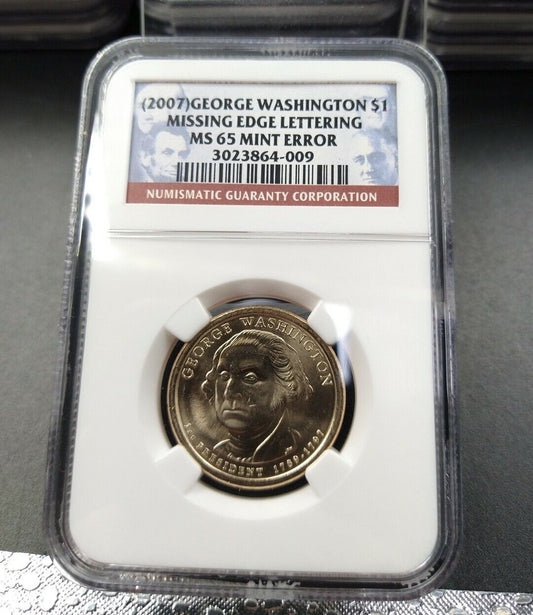 (2007)GEORGE WASHINGTON $1
MISSING EDGE LETTERING
MS 65 MINT ERROR
3023864-009
NUMISMATIC GUARANTY CORPORATION
GEORGE WASHINGTON
1ST PRESIDENT 1789-1797